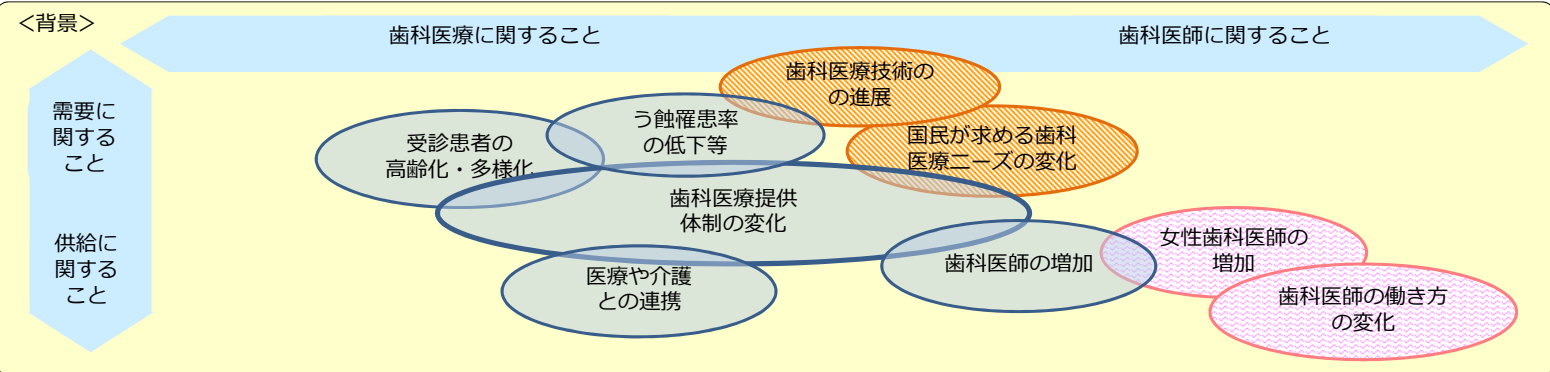 <背景>
歯科医療に関すること
歯科医師に関すること
需要に
関する
こと
供給に
関する
こと
歯科医療技術の
の進展
う蝕罹患率
の低下等
国民が求める歯科
医療ニーズの変化
受診患者の
高齢化・多様化
歯科医療提供
体制の変化
女性歯科医師の
増加
歯科医師の増加
医療や介護
との連携
歯科医師の働き方
の変化